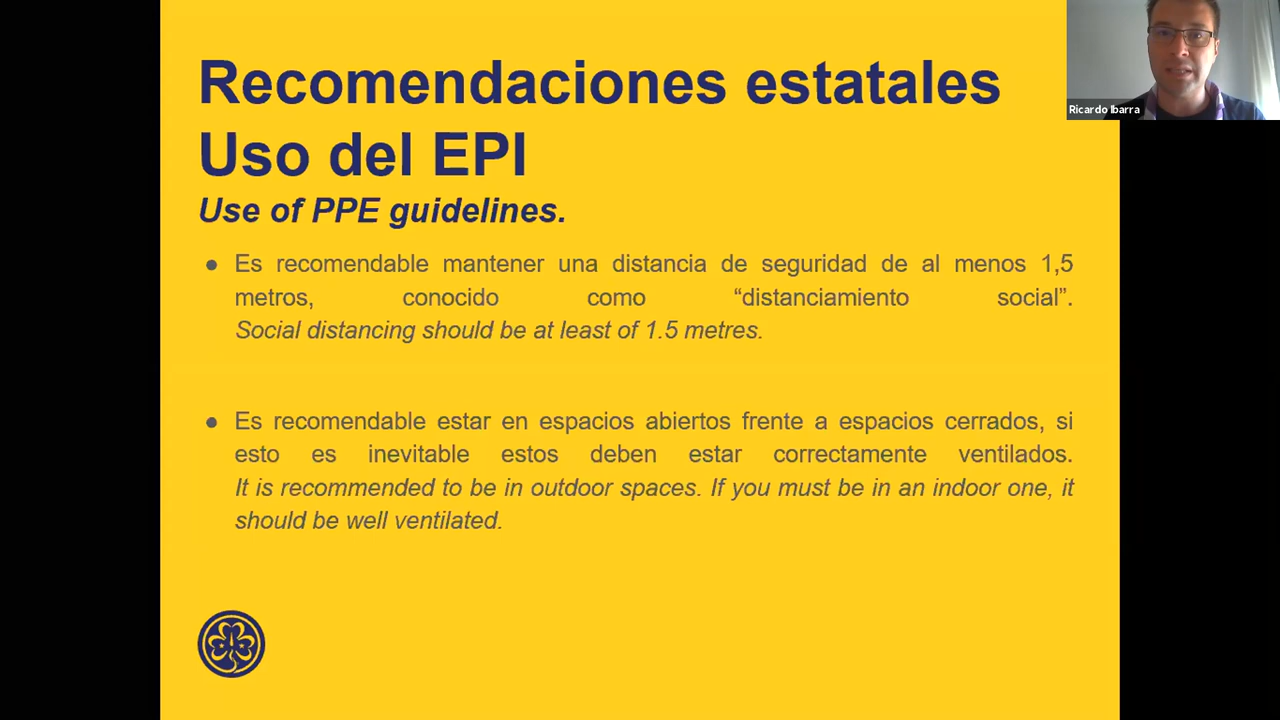 Recomendaciones estatales
Uso del EPI
Use of PPE guidelines.
● Es recomendable mantener una distancia de seguridad de al menos 1,5
metros, conocido como “distanciamiento social”.
Social distancing should be at least of 1.5 metres.
● Es recomendable estar en espacios abiertos frente a espacios cerrados, si
esto es inevitable estos deben estar correctamente ventilados.
It is recommended to be in outdoor spaces. If you must be in an indoor one, it
should be well ventilated.
Ricardo Ibarra